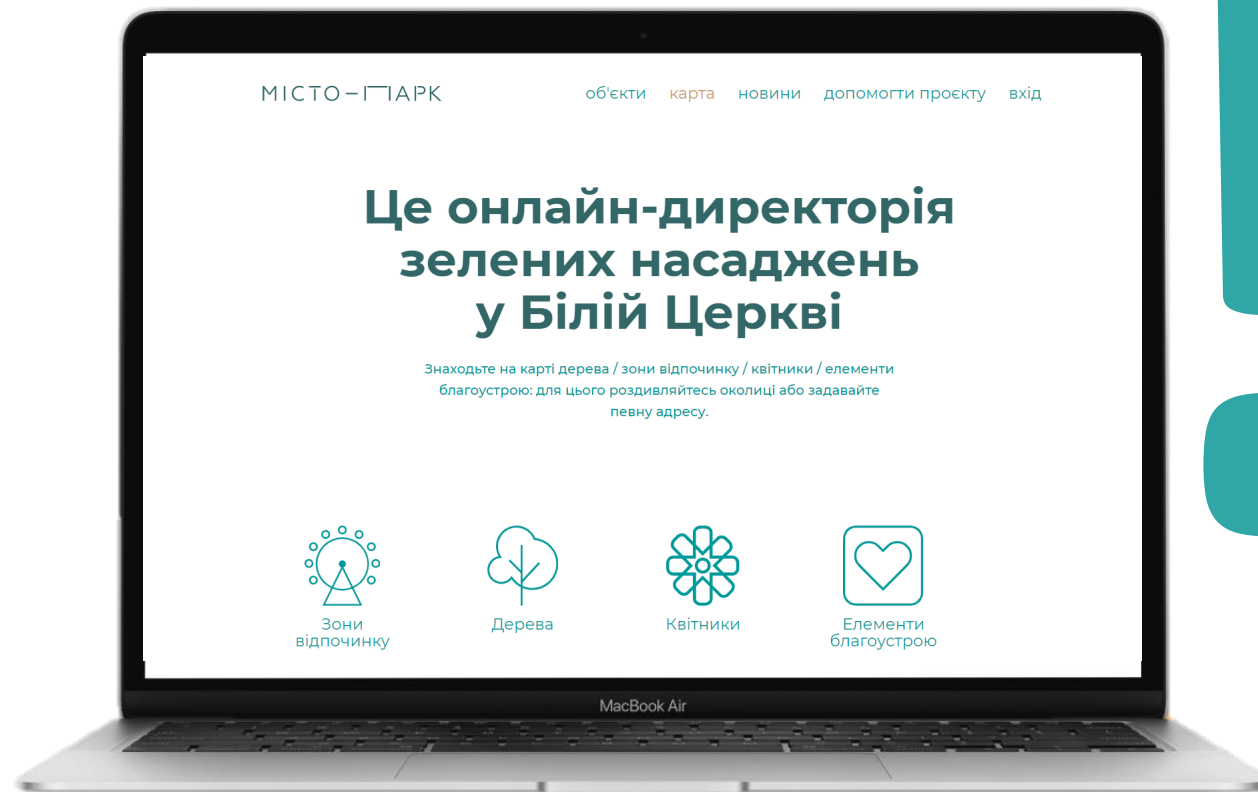 МІСТО–ПАРК
об'єкти карта новини допомогти проєкту вхід
Це онлайн-директорія
зелених насаджень
у Білій Церкві
Знаходьте на карті дерева / зони відпочинку / квітники / елементи
благоустрою: для цього роздивляйтесь околиці або задавайте
певну адресу.
Зони
відпочинку
Дерева
Квітники
Елементи
благоустрою
MacBook Air